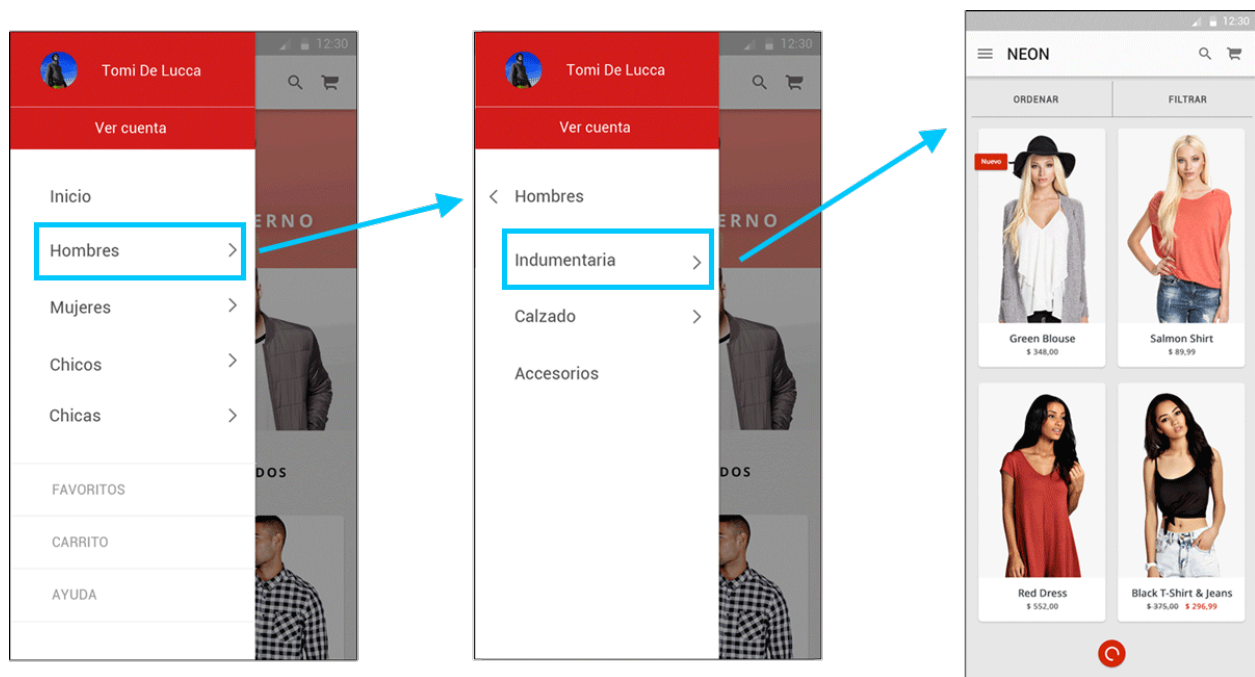 12:30
Tomi De Lucca
Ver cuenta
Inicio
Hombres
Mujeres
Chicos
Chicas
FAVORITOS
CARRITO
AYUDA
ERNO
DOS
12:30
Tomi De Lucca
Ver cuenta
Hombres
Indumentaria
Calzado
Accesorios
ERNO
DOS
12:30
NEON
ORDENAR FILTRAR
Nuevo
Green Blouse
$ 348,00
Salmon Shirt
$ 89,99
Red Dress
$ 552,00
Black T-Shirt & Jeans
$ 375,00 $ 296,99